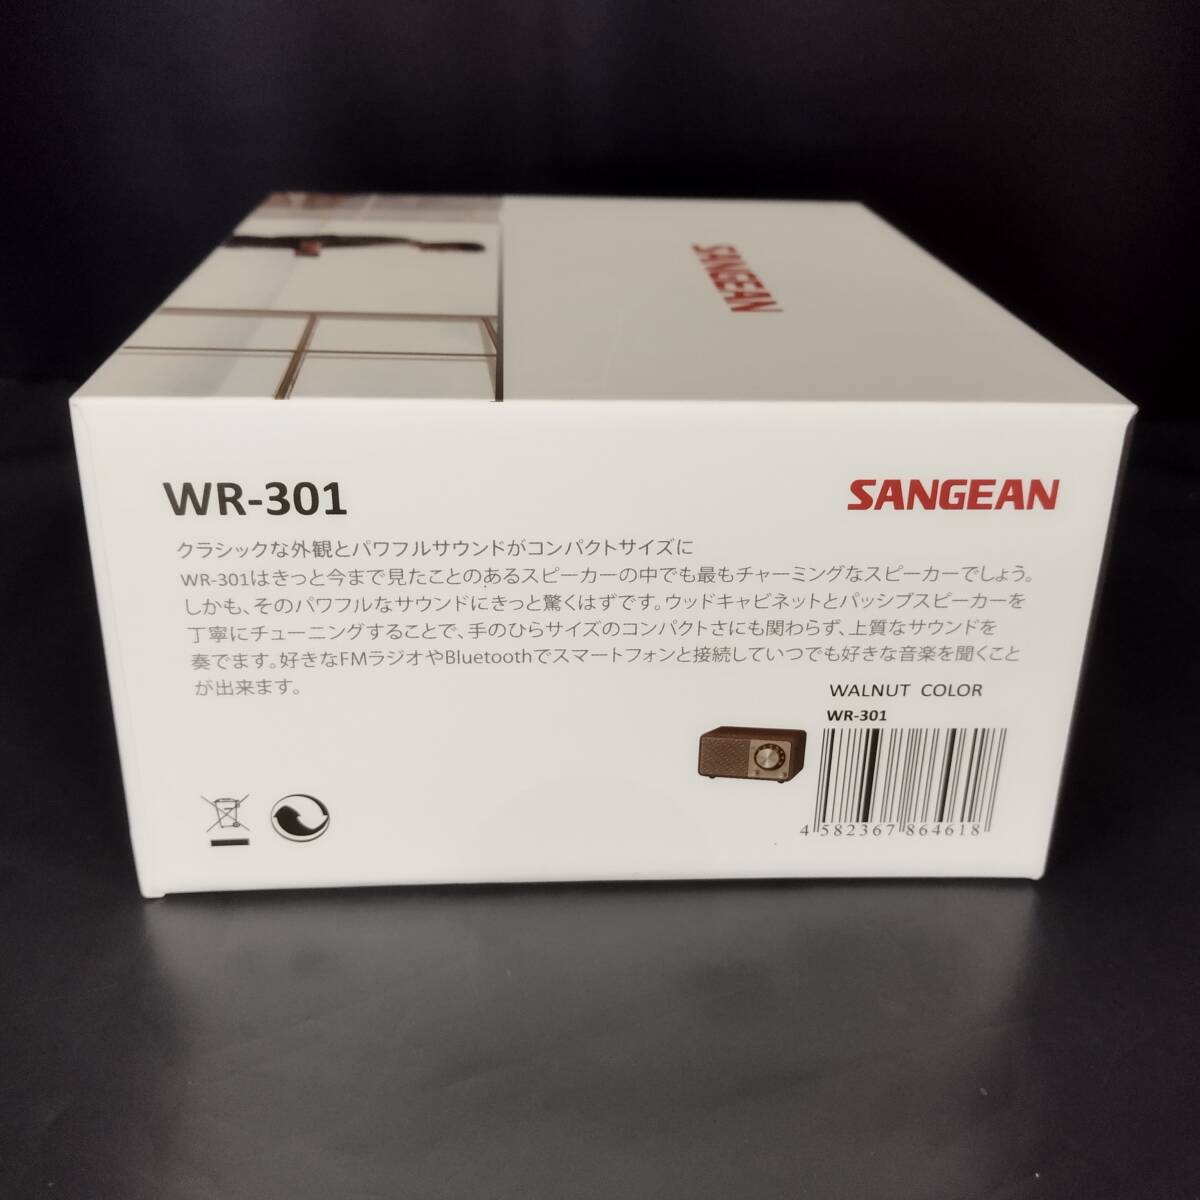 SANGEAN
WR-301
SANGEAN
クラシックな外観とパワフルサウンドがコンパクトサイズに
WR-301はきっと今まで見たことのあるスピーカーの中でも最もチャーミングなスピーカーでしょう。
しかも、そのパワフルなサウンドにきっと驚くはずです。ウッドキャビネットとパッシブスピーカーを
丁寧にチューニングすることで、手のひらサイズのコンパクトさにも関わらず、上質なサウンドを
奏でます。好きなFMラジオやBluetoothでスマートフォンと接続していつでも好きな音楽を聞くこと
が出来ます。
WALNUT COLOR
WR-301
4 582367 864618